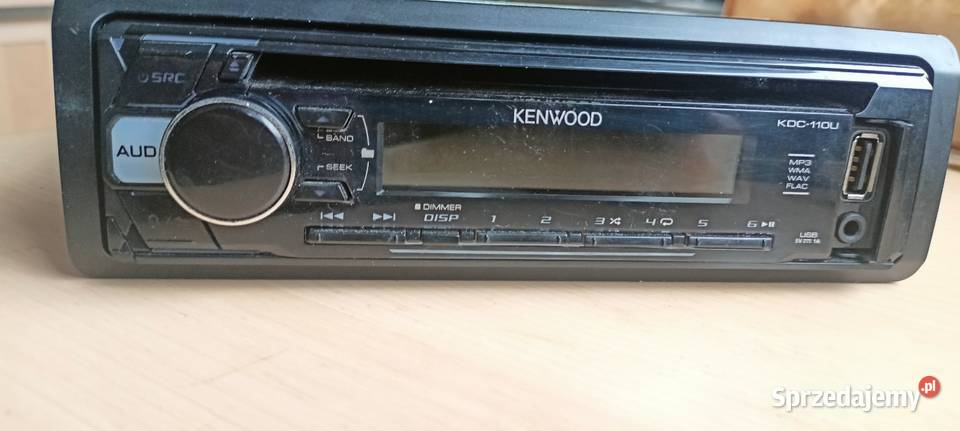 SRC
KENWOOD
KDC-110U
BAND
AUD
SEEK
MP3
WMA
WAV
FLAC
DIMMER
DISP 1 2 3 4 5 6
USB
Sprzedajemy.pl